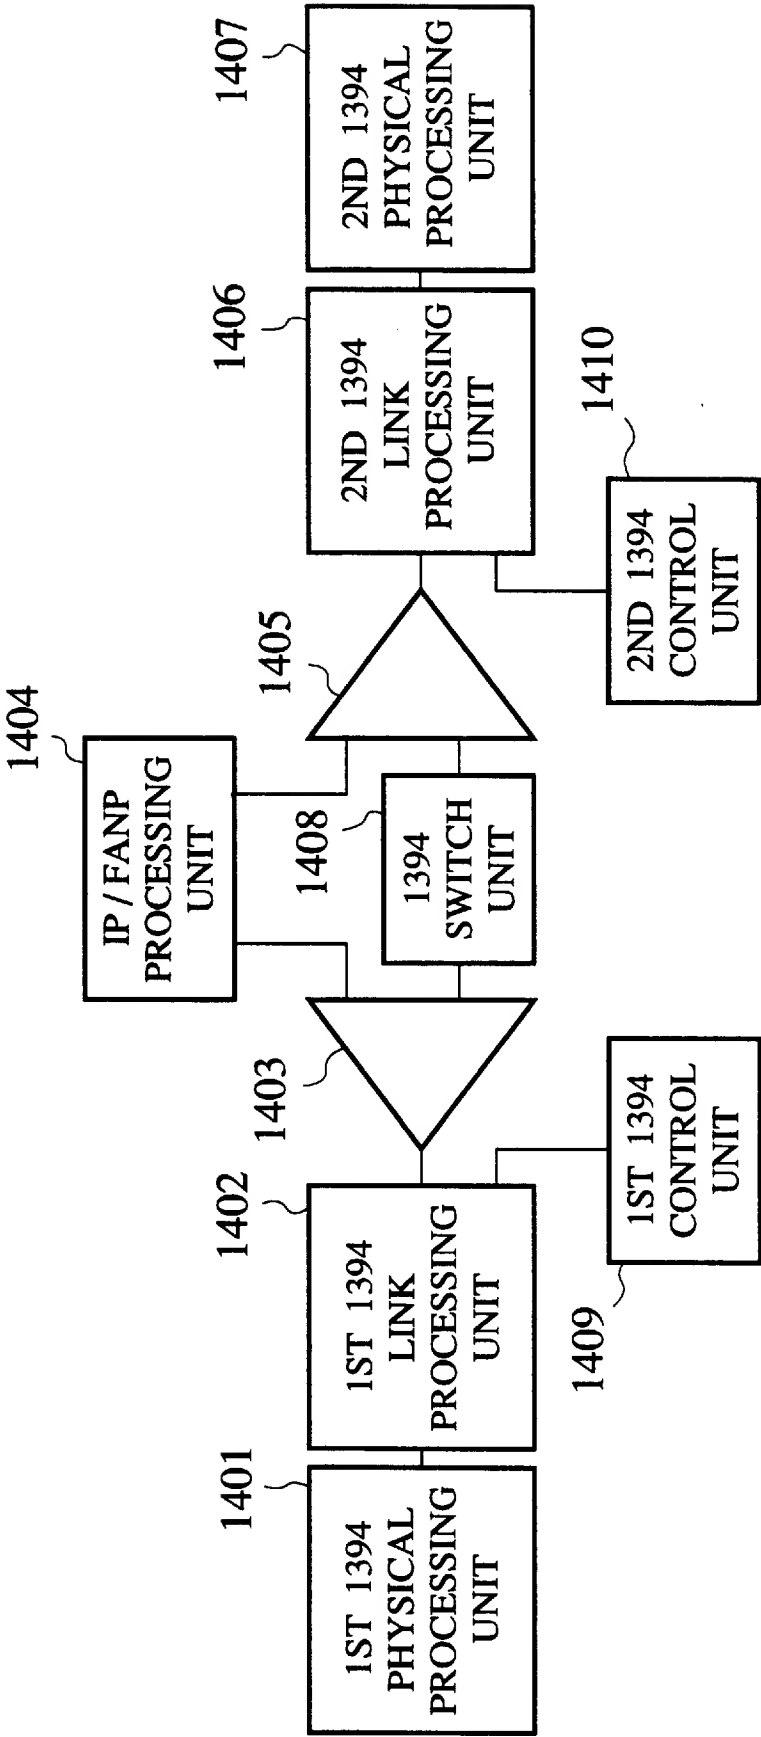 1404
IP / FANP
PROCESSING
UNIT
1401
1ST 1394
PHYSICAL
PROCESSING
UNIT
1402
1ST 1394
LINK
PROCESSING
UNIT
1403
1408
1394
SWITCH
UNIT
1405
1406
2ND 1394
LINK
PROCESSING
UNIT
1407
2ND 1394
PHYSICAL
PROCESSING
UNIT
1409
1ST 1394
CONTROL
UNIT
1410
2ND 1394
CONTROL
UNIT